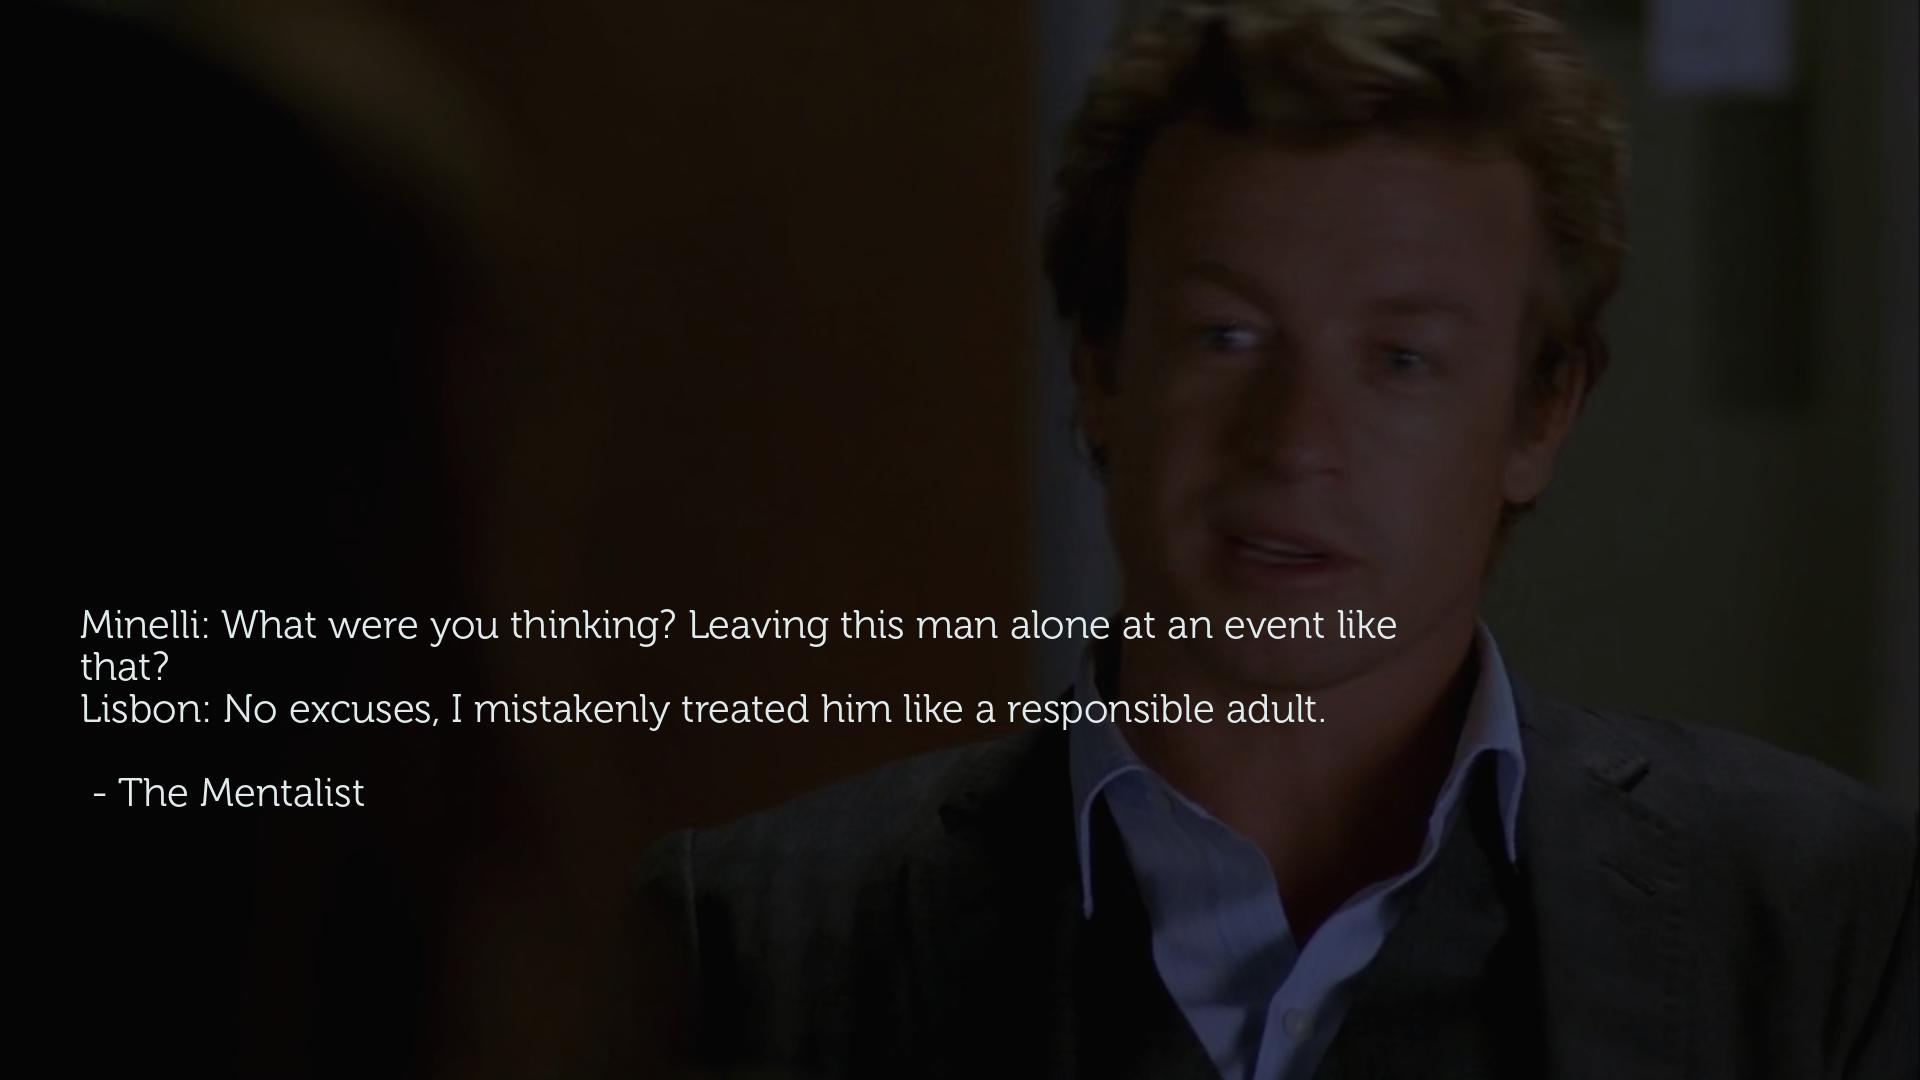 Minelli: What were you thinking? Leaving this man alone at an event like
that?
Lisbon: No excuses, I mistakenly treated him like a responsible adult.
- The Mentalist